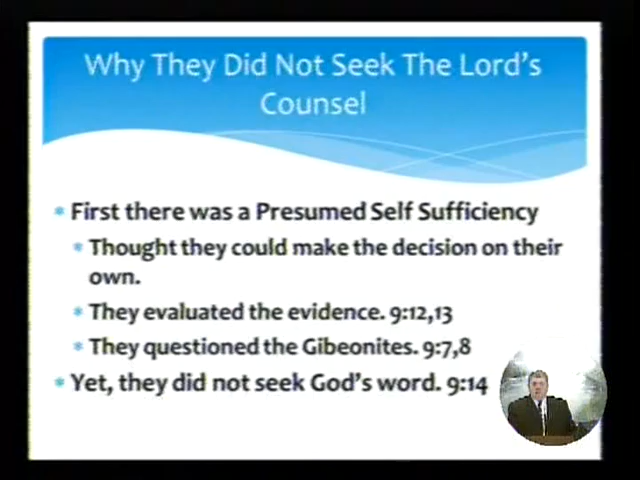 Why They Did Not Seek The Lord's
Counsel
* First there was a Presumed Self Sufficiency
* Thought they could make the decision on their
own.
* They evaluated the evidence. 9:12,13
* They questioned the Gibeonites. 9:7,8
* Yet, they did not seek God's word. 9:14